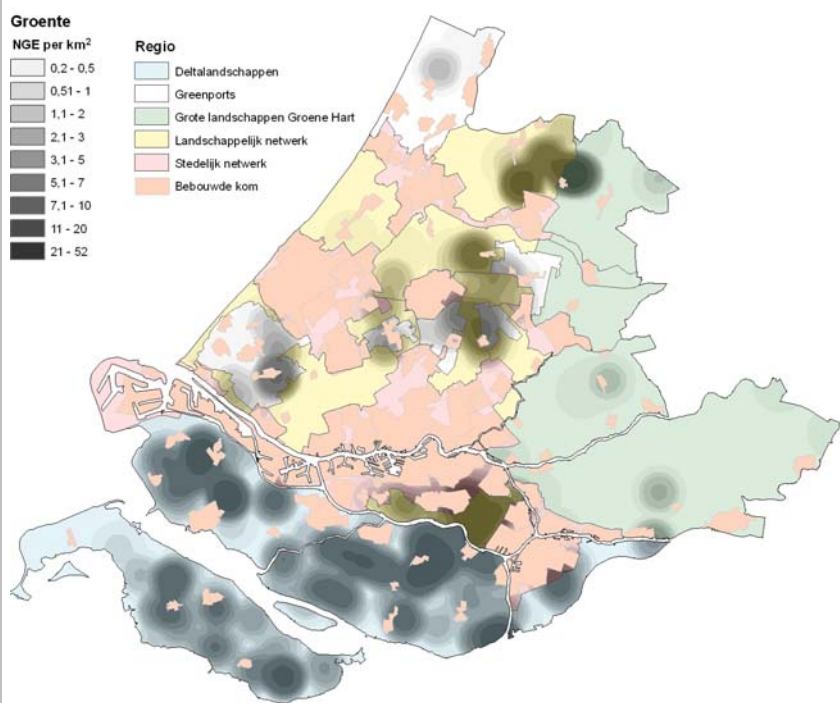 Groente
NGE per km²
0,2 - 0,5
0,51 - 1
1,1 - 2
2,1 - 3
3,1 - 5
5,1 - 7
7,1 - 10
11 - 20
21 - 52
Regio
Deltalandschappen
Greenports
Grote landschappen Groene Hart
Landschappelijk netwerk
Stedelijk netwerk
Bebouwde kom